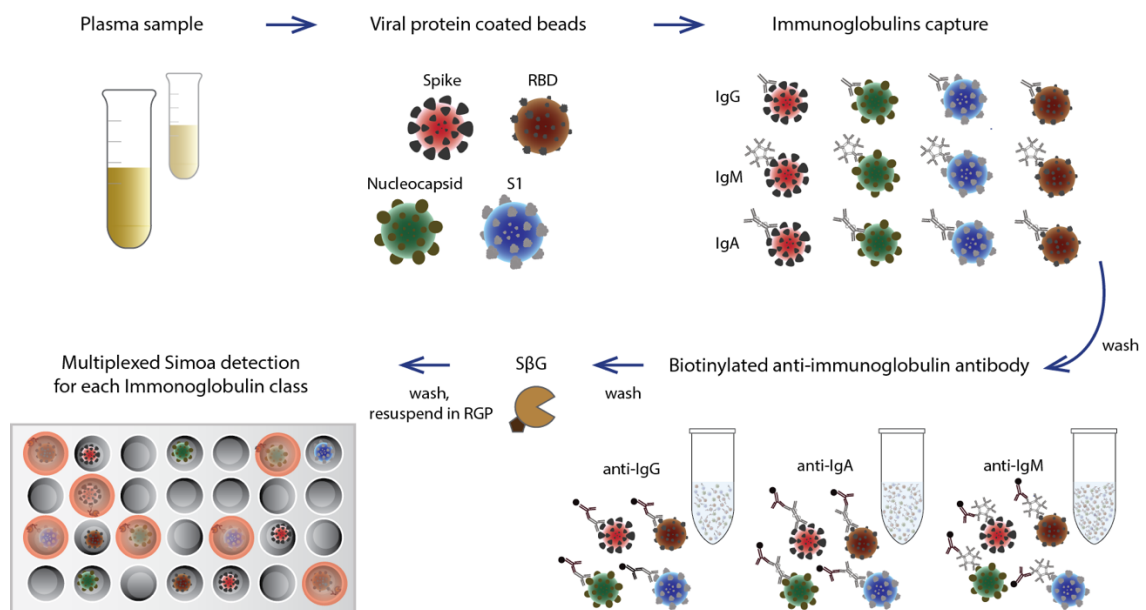 Plasma sample
Viral protein coated beads
Immunoglobulins capture
Spike
RBD
Nucleocapsid
S1
IgG
IgM
IgA
wash
Biotinylated anti-immunoglobulin antibody
anti-IgG
anti-IgA
anti-IgM
wash
SβG
wash,
resuspend in RGP
Multiplexed Simoa detection
for each Immonoglobulin class